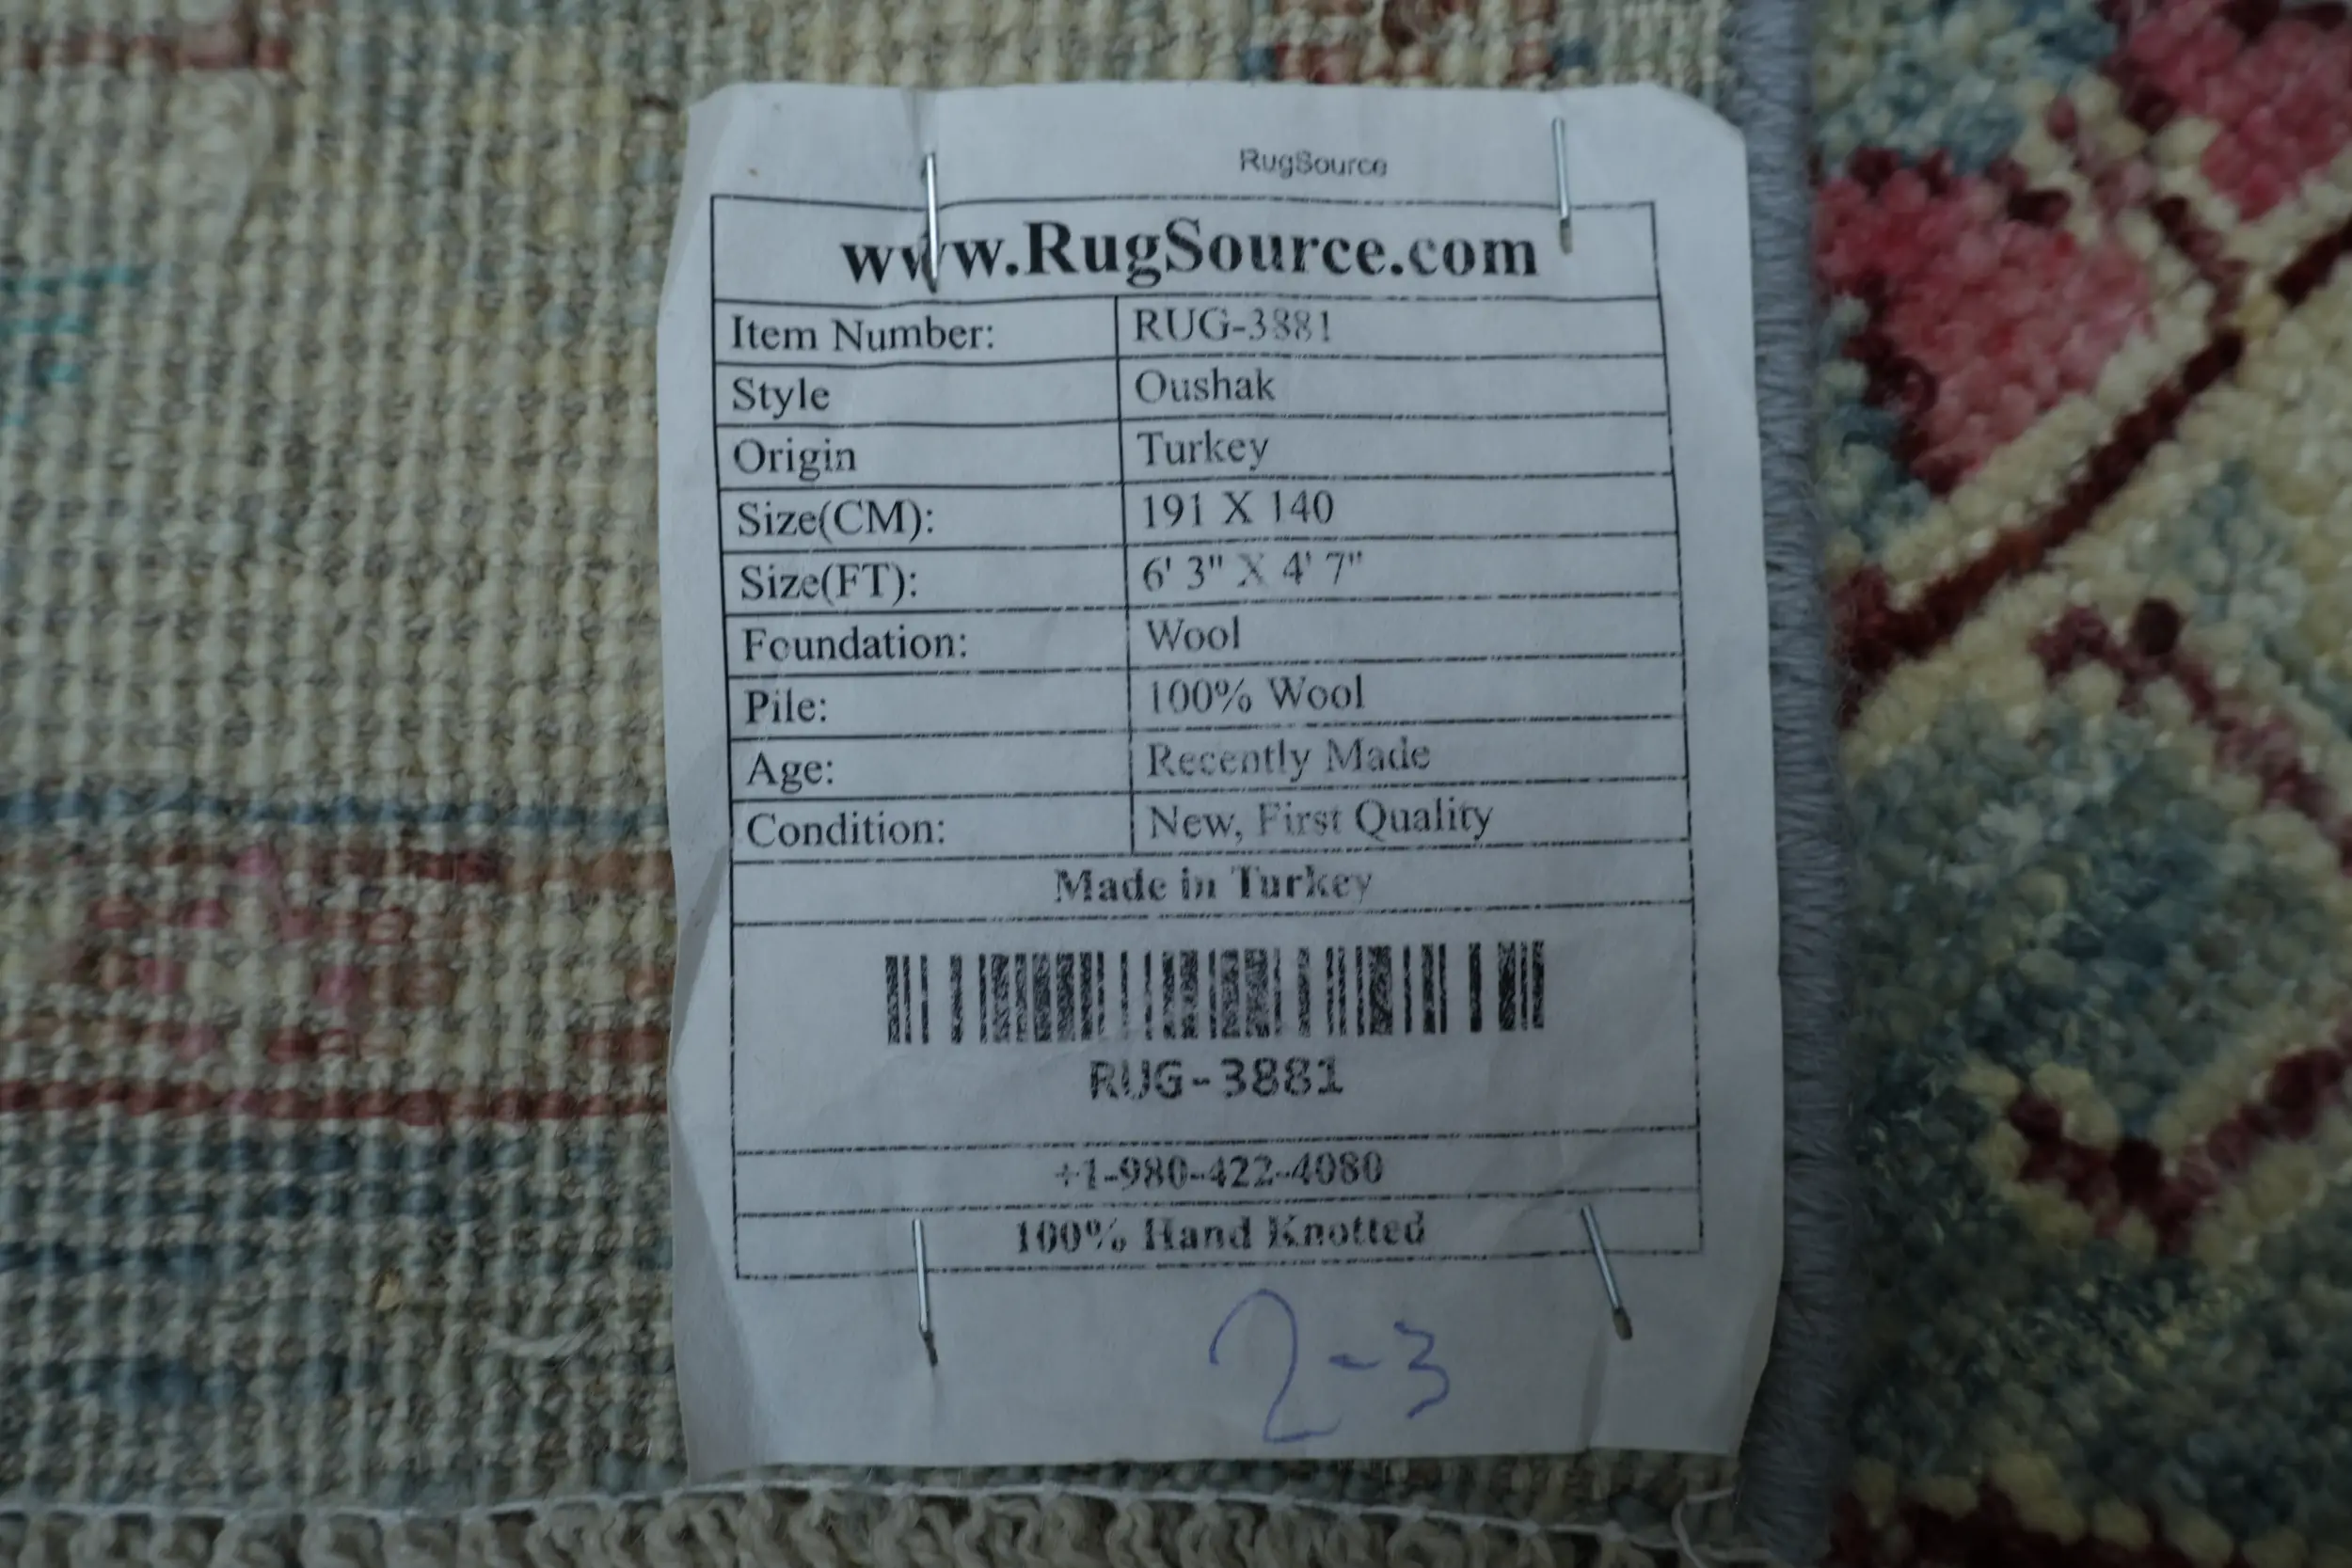 RugSource
www.RugSource.com
Item Number: RUG-3881
Style Oushak
Origin Turkey
Size(CM): 191 X 140
Size(FT): 6' 3" X 4' 7"
Foundation: Wool
Pile: 100% Wool
Age: Recently Made
Condition: New, First Quality
Made in Turkey
RUG-3881
+1-980-422-4080
100% Hand Knotted
2-3